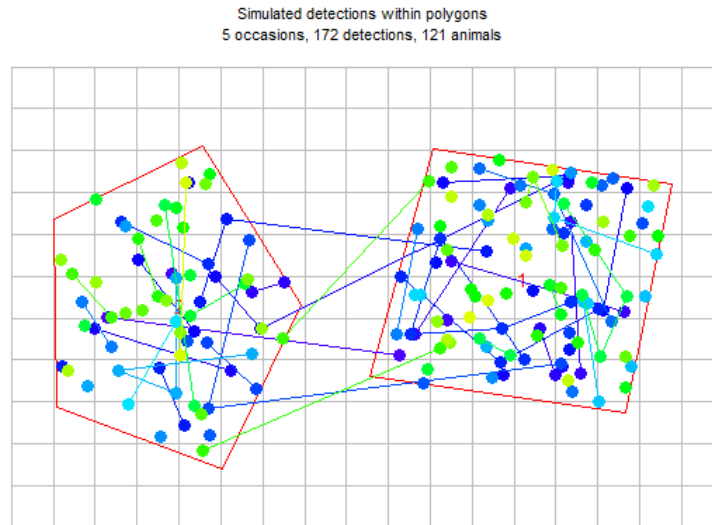 Simulated detections within polygons
5 occasions, 172 detections, 121 animals
1